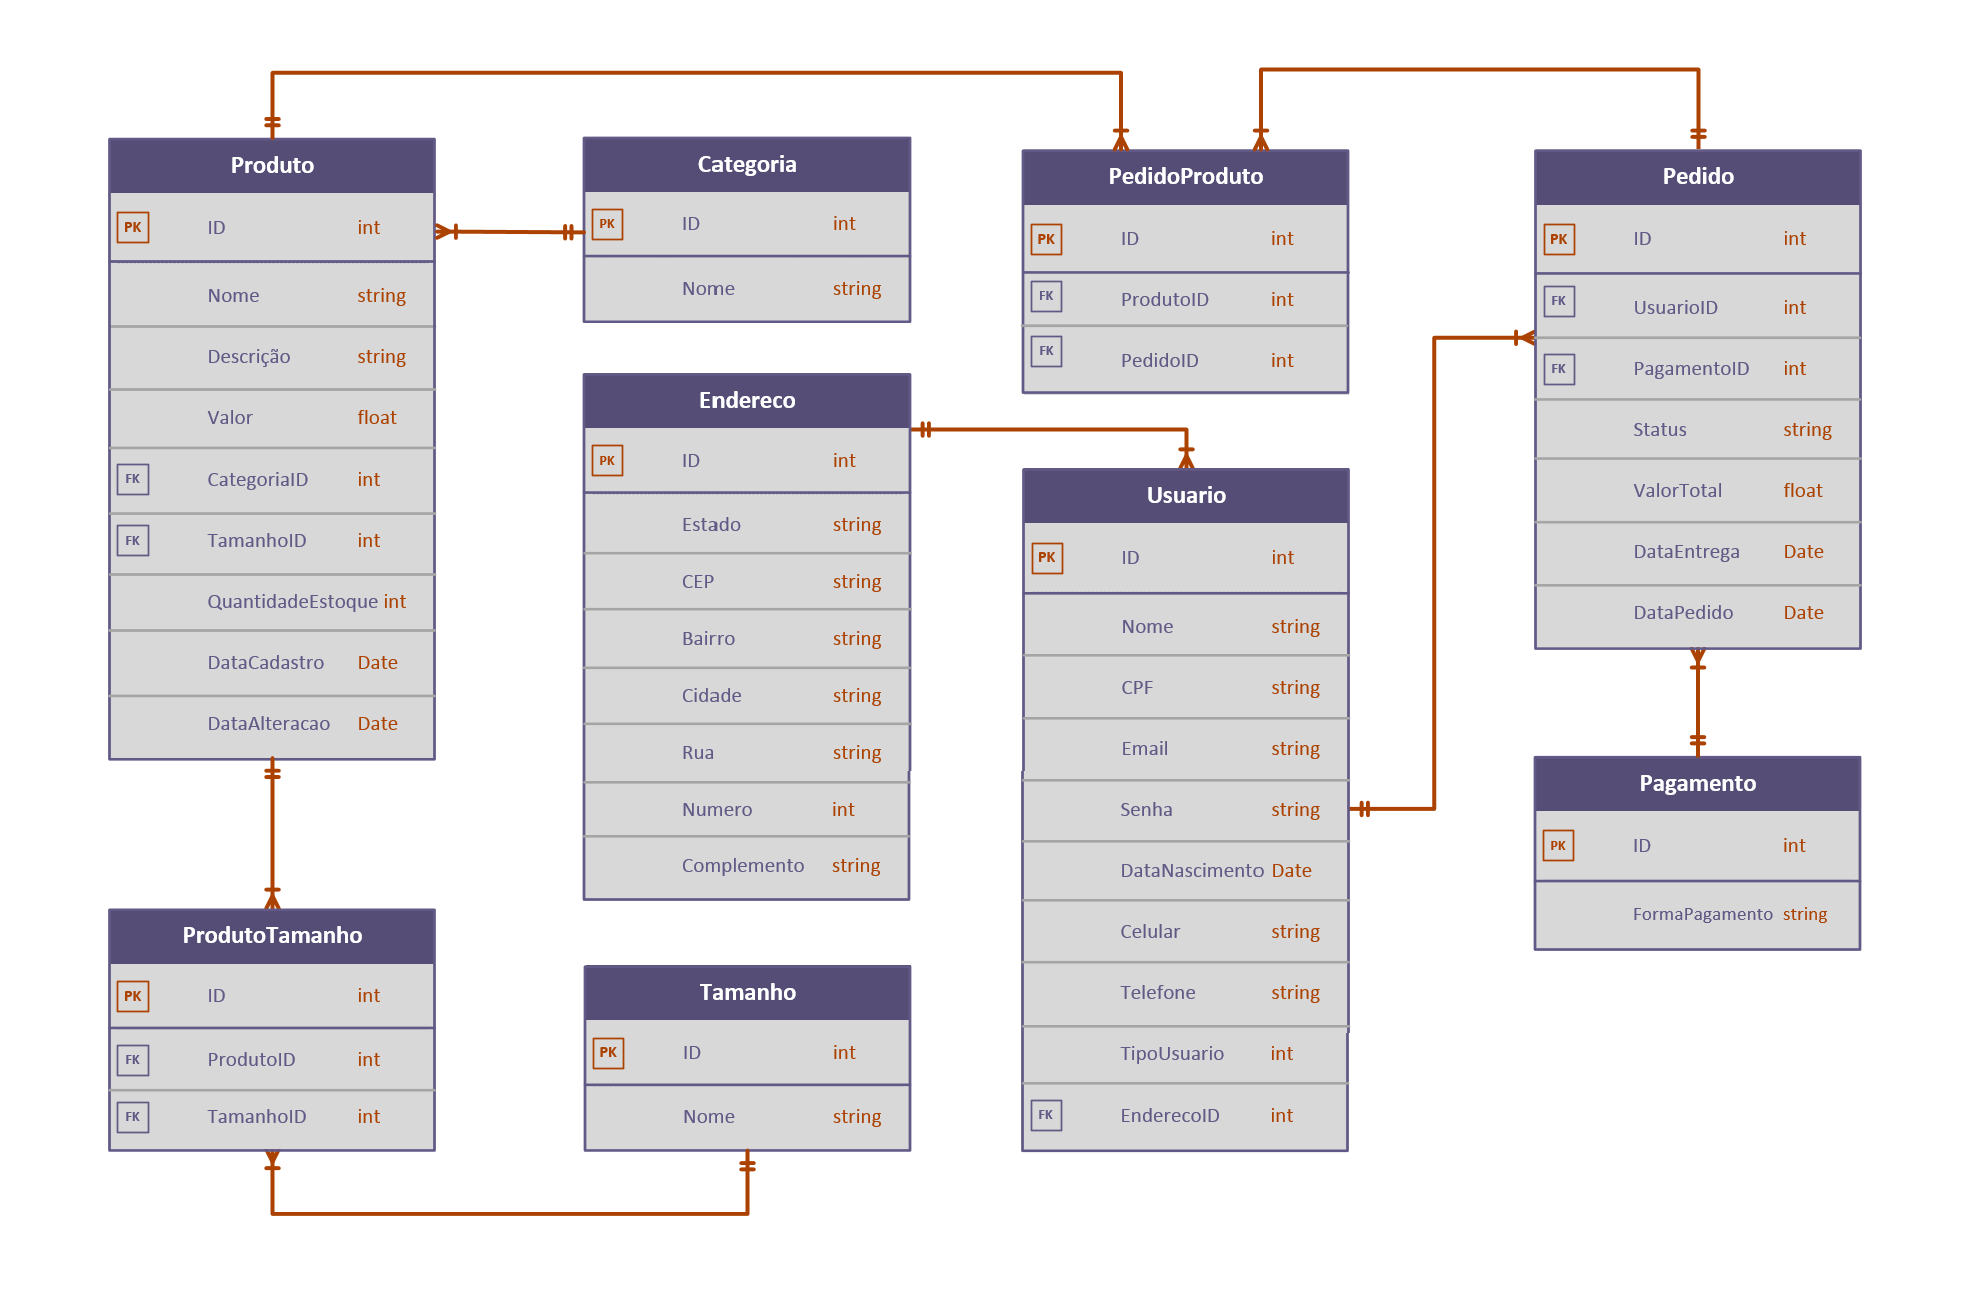 Produto
PK ID int
Nome string
Descrição string
Valor float
FK CategoriaID int
FK TamanhoID int
QuantidadeEstoque int
DataCadastro Date
DataAlteracao Date
Categoria
PK ID int
Nome string
Endereco
PK ID int
Estado string
CEP string
Bairro string
Cidade string
Rua string
Numero int
Complemento string
PedidoProduto
PK ID int
FK ProdutoID int
FK PedidoID int
Usuario
PK ID int
Nome string
CPF string
Email string
Senha string
DataNascimento Date
Celular string
Telefone string
TipoUsuario int
FK EnderecoID int
Pedido
PK ID int
FK UsuarioID int
FK PagamentoID int
Status string
ValorTotal float
DataEntrega Date
DataPedido Date
Pagamento
PK ID int
FormaPagamento string
ProdutoTamanho
PK ID int
FK ProdutoID int
FK TamanhoID int
Tamanho
PK ID int
Nome string